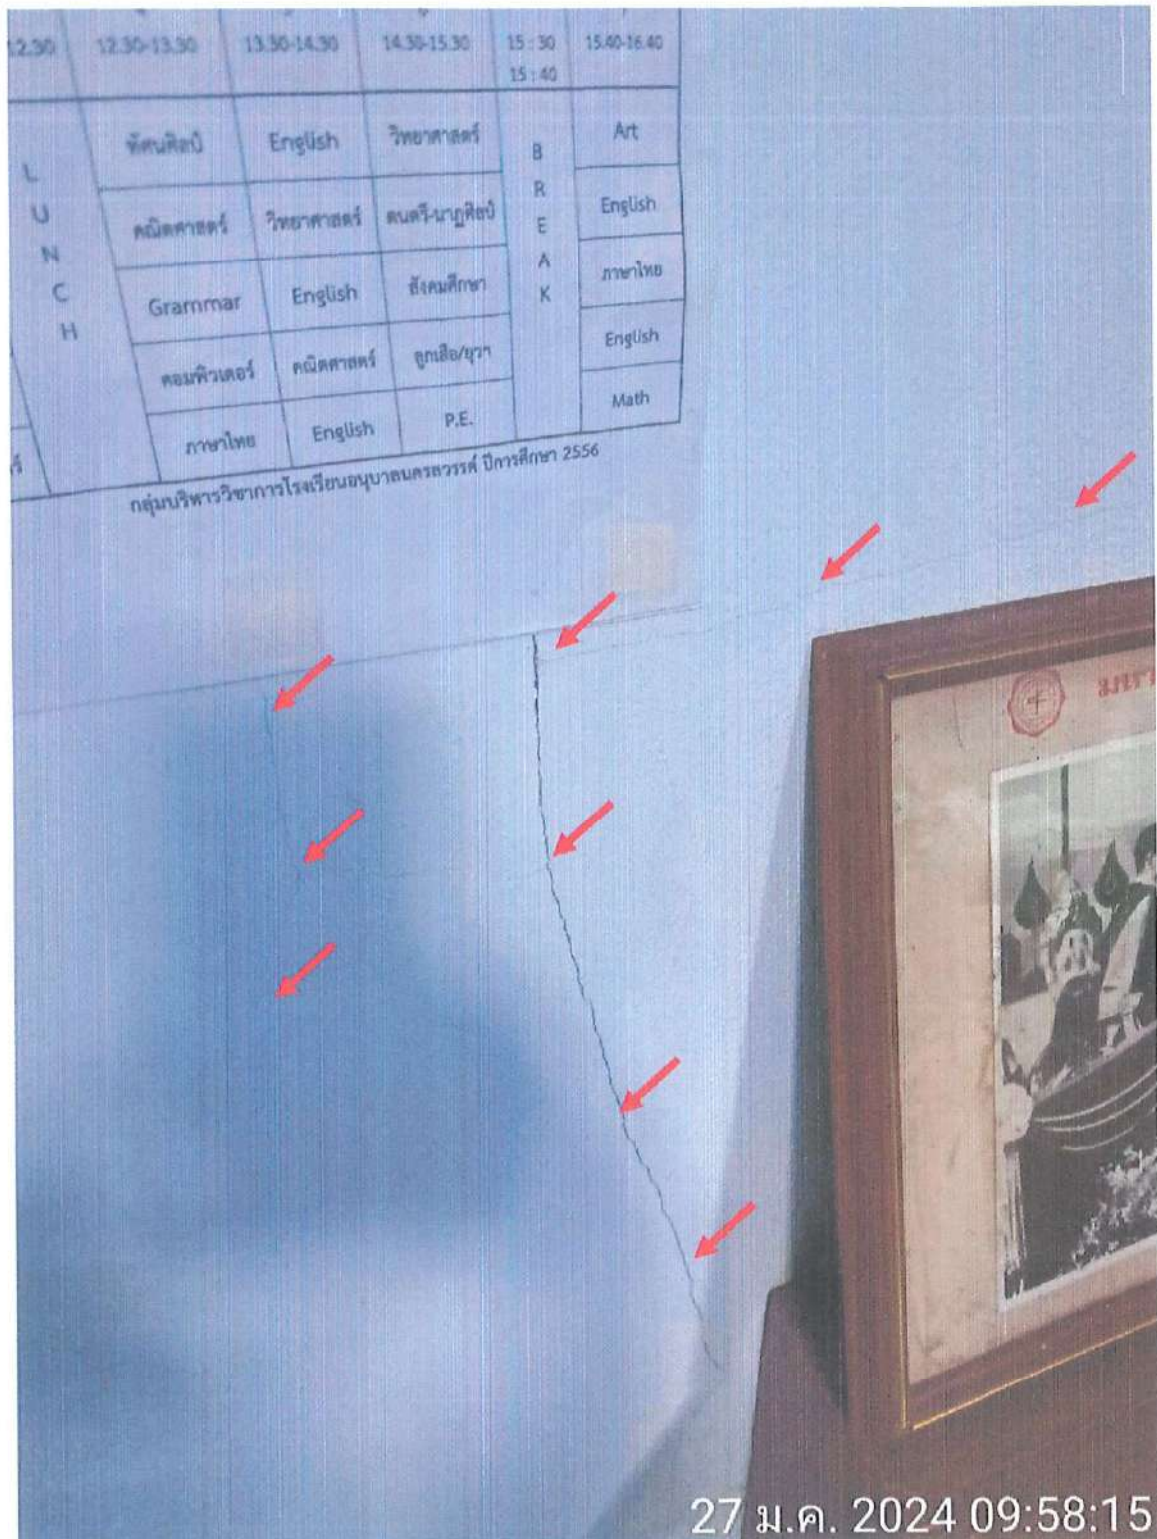 12.30 12.30-13.30 13.30-14.30 14.30-15.30 15:30 15.40-16.40
15:40
LUNCH
BREAK
ทัศนศิลป์ English วิทยาศาสตร์ Art
คณิตศาสตร์ วิทยาศาสตร์ ดนตรี-นาฏศิลป์ English
Grammar English สังคมศึกษา ภาษาไทย
คอมพิวเตอร์ คณิตศาสตร์ ลูกเสือ/ยุวฯ English
ภาษาไทย English P.E. Math
กลุ่มบริหารวิชาการโรงเรียนอนุบาลนครสวรรค์ ปีการศึกษา 2556
27 ม.ค. 2024 09:58:15